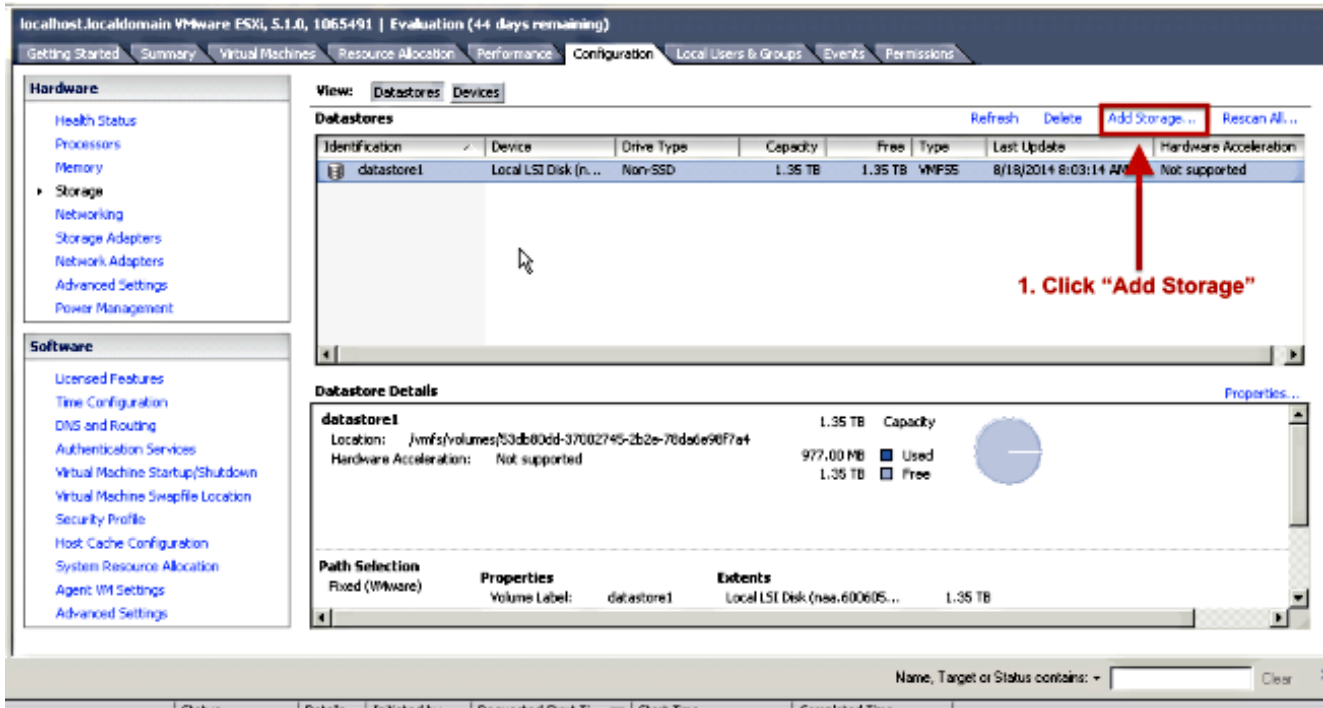 localhost.localdomain VMware ESXi, 5.1.0, 1065491 | Evaluation (44 days remaining)
Getting Started Summary Virtual Machines Resource Allocation Performance Configuration Local Users & Groups Events Permissions
Hardware
Health Status
Processors
Memory
Storage
Networking
Storage Adapters
Network Adapters
Advanced Settings
Power Management
Software
Licensed Features
Time Configuration
DNS and Routing
Authentication Services
Virtual Machine Startup/Shutdown
Virtual Machine Swapfile Location
Security Profile
Host Cache Configuration
System Resource Allocation
Agent VM Settings
Advanced Settings
View: Datastores Devices
Datastores Refresh Delete Add Storage... Rescan All...
Identification Device Drive Type Capacity Free Type Last Update Hardware Acceleration
datastore1 Local LSI Disk (n... Non-SSD 1.35 TB 1.35 TB VMFS5 8/18/2014 8:03:14 AM Not supported
1. Click “Add Storage”
Datastore Details Properties...
datastore1 1.35 TB Capacity
Location: /vmfs/volumes/53db80dd-37002745-2b2e-78da6e98f7a4
Hardware Acceleration: Not supported 977.00 MB Used
1.35 TB Free
Path Selection
Fixed (VMware)
Properties
Volume Label: datastore1
Extents
Local LSI Disk (naa.600605... 1.35 TB
Name, Target or Status contains: Clear